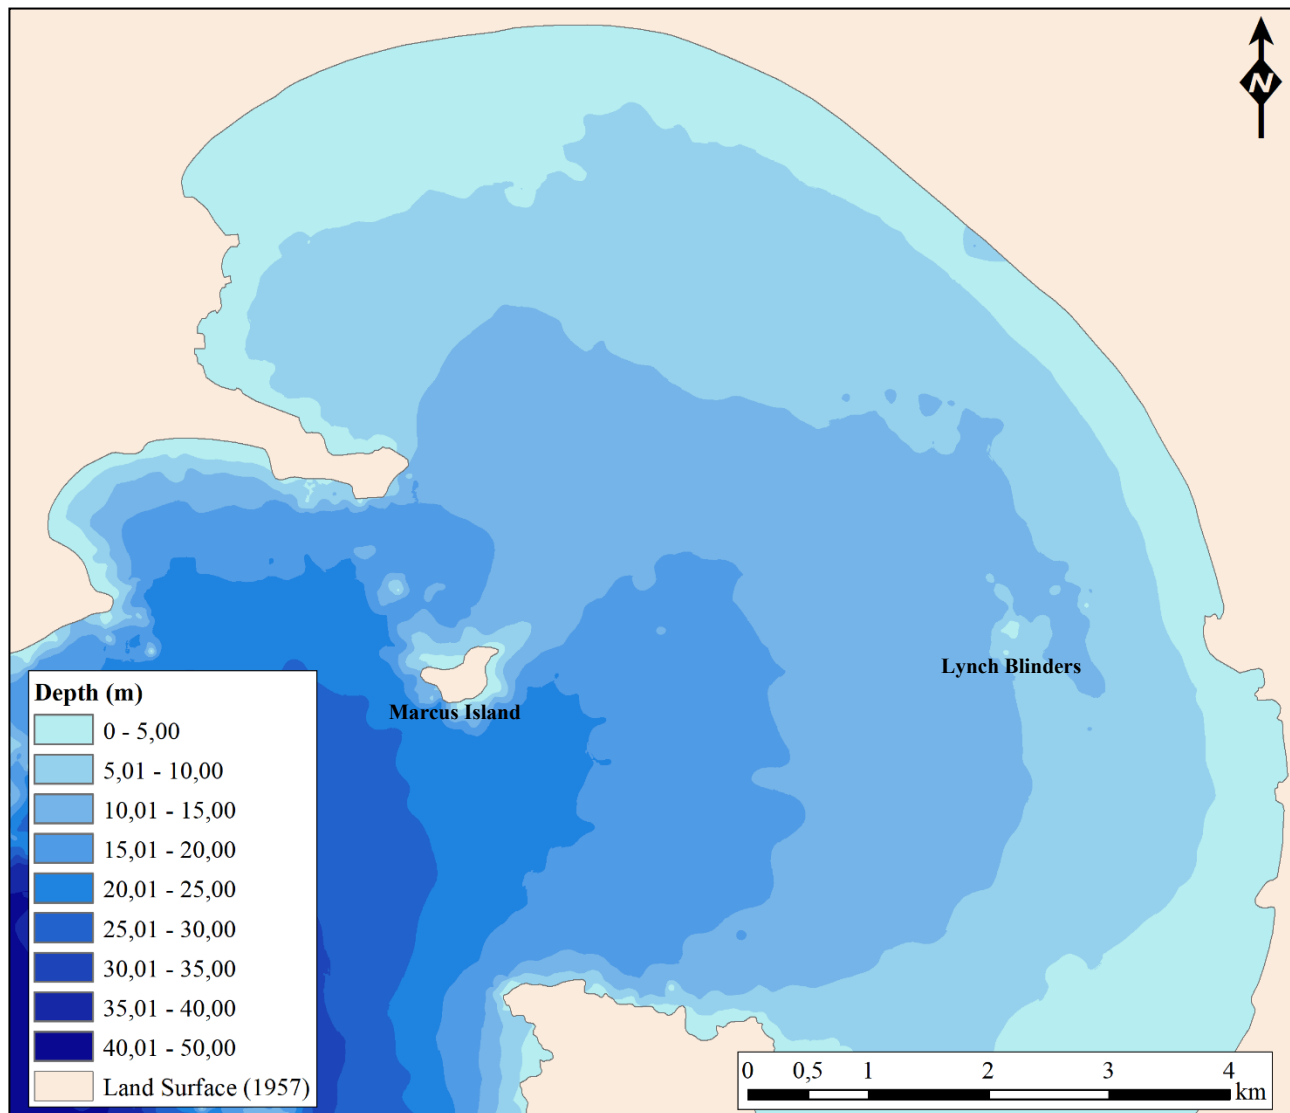 N
Lynch Blinders
Marcus Island
Depth (m)
0 - 5,00
5,01 - 10,00
10,01 - 15,00
15,01 - 20,00
20,01 - 25,00
25,01 - 30,00
30,01 - 35,00
35,01 - 40,00
40,01 - 50,00
Land Surface (1957)
0 0,5 1 2 3 4
km